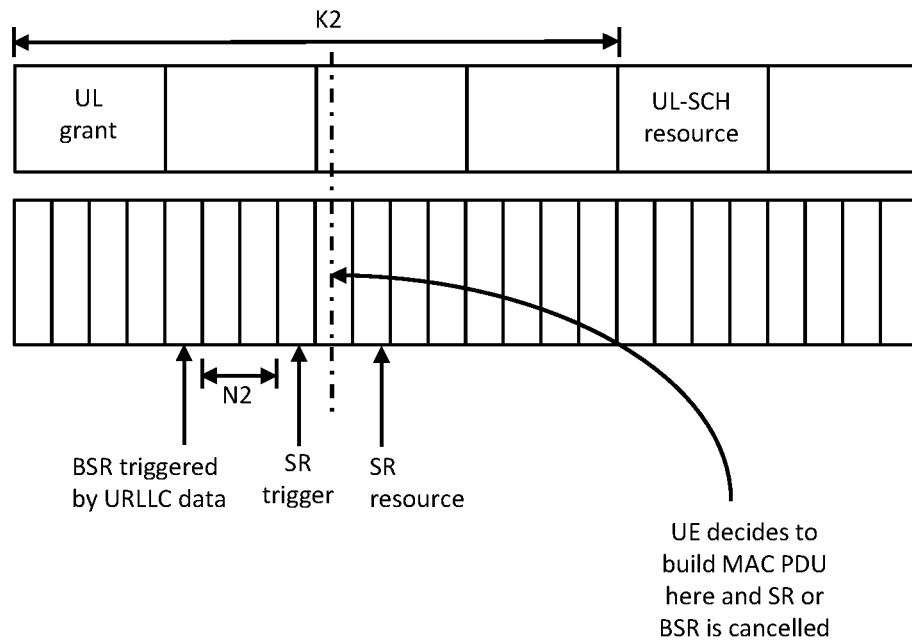 K2
UL
grant
UL-SCH
resource
N2
BSR triggered
by URLLC data
SR
trigger
SR
resource
UE decides to
build MAC PDU
here and SR or
BSR is cancelled